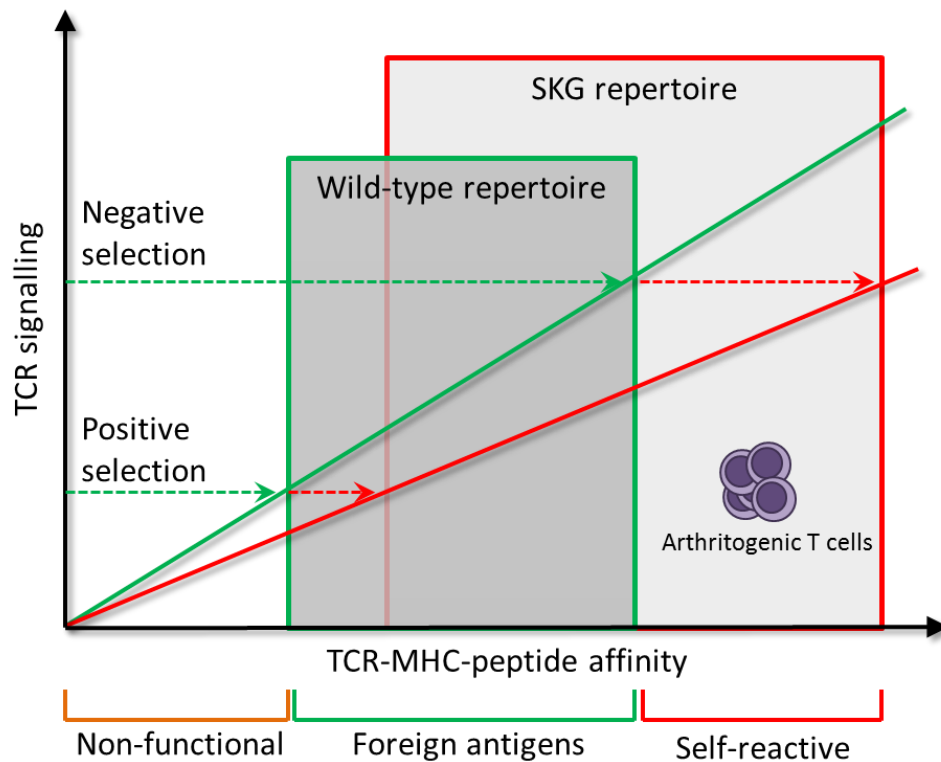 SKG repertoire
Wild-type repertoire
Negative
selection
TCR signalling
Positive
selection
Arthritogenic T cells
TCR-MHC-peptide affinity
Non-functional
Foreign antigens
Self-reactive